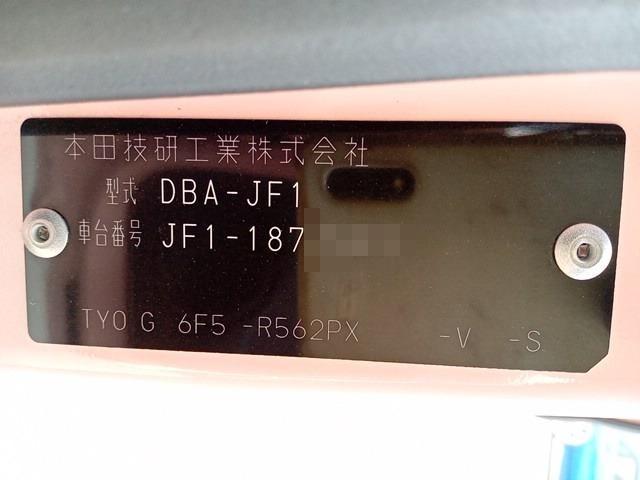 本田技研工業株式会社
型式 DBA-JF1
車台番号 JF1-187
TYO G 6F5 -R562PX -V -S